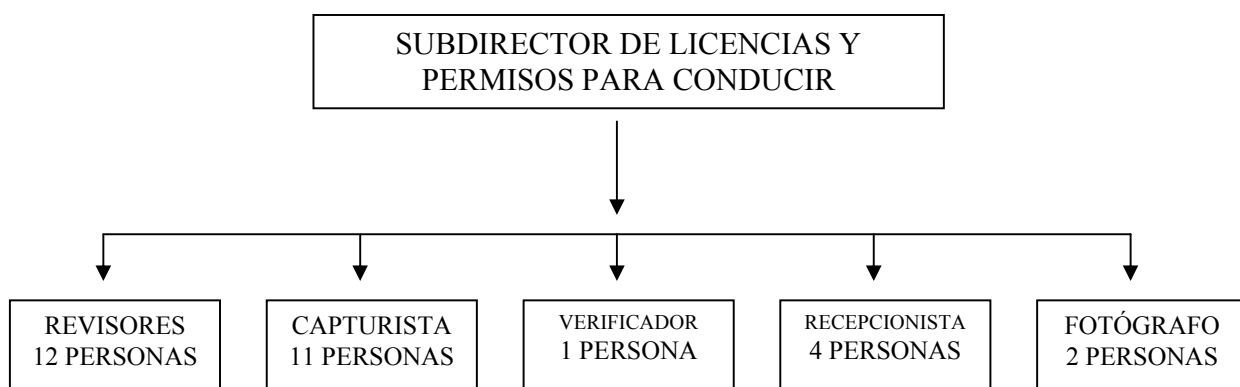 SUBDIRECTOR DE LICENCIAS Y
PERMISOS PARA CONDUCIR
REVISORES
12 PERSONAS
CAPTURISTA
11 PERSONAS
VERIFICADOR
1 PERSONA
RECEPCIONISTA
4 PERSONAS
FOTÓGRAFO
2 PERSONAS